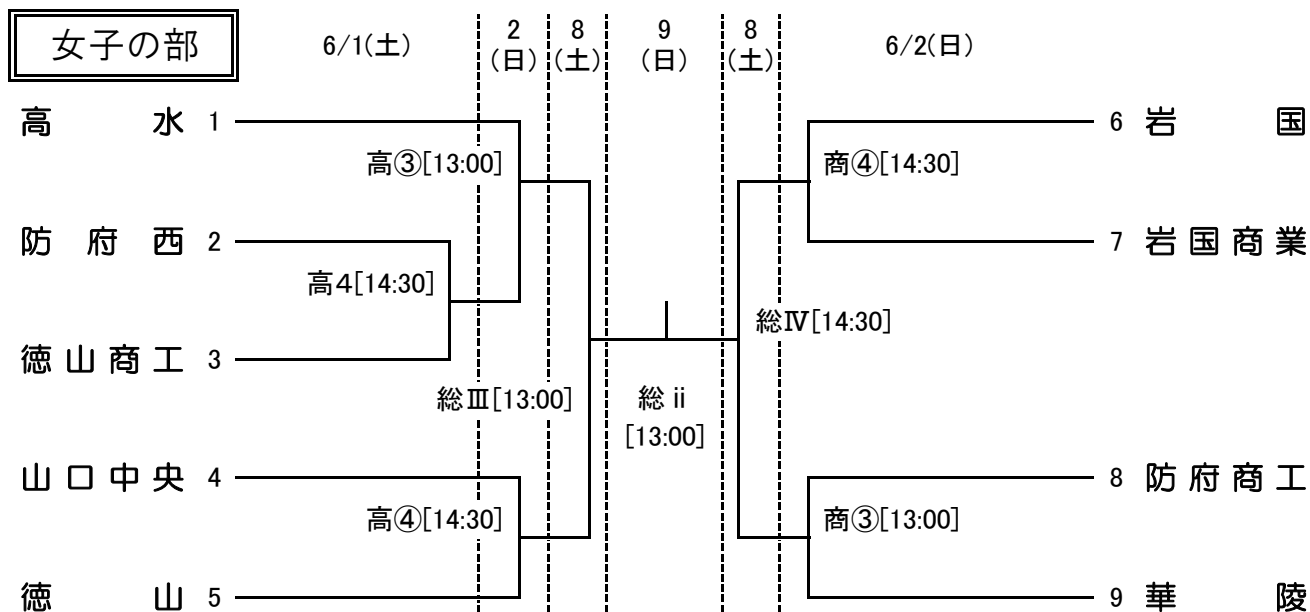 女子の部 6/1(土) 2(日) 8(土) 9(日) 8(土) 6/2(日)
高水 1 6 岩国
高③[13:00] 商④[14:30]
防府西 2 7 岩国商業
高4[14:30]
総Ⅳ[14:30]
徳山商工 3
総Ⅲ[13:00] 総ⅱ[13:00]
山口中央 4 8 防府商工
高④[14:30] 商③[13:00]
徳山 5 9 華陵